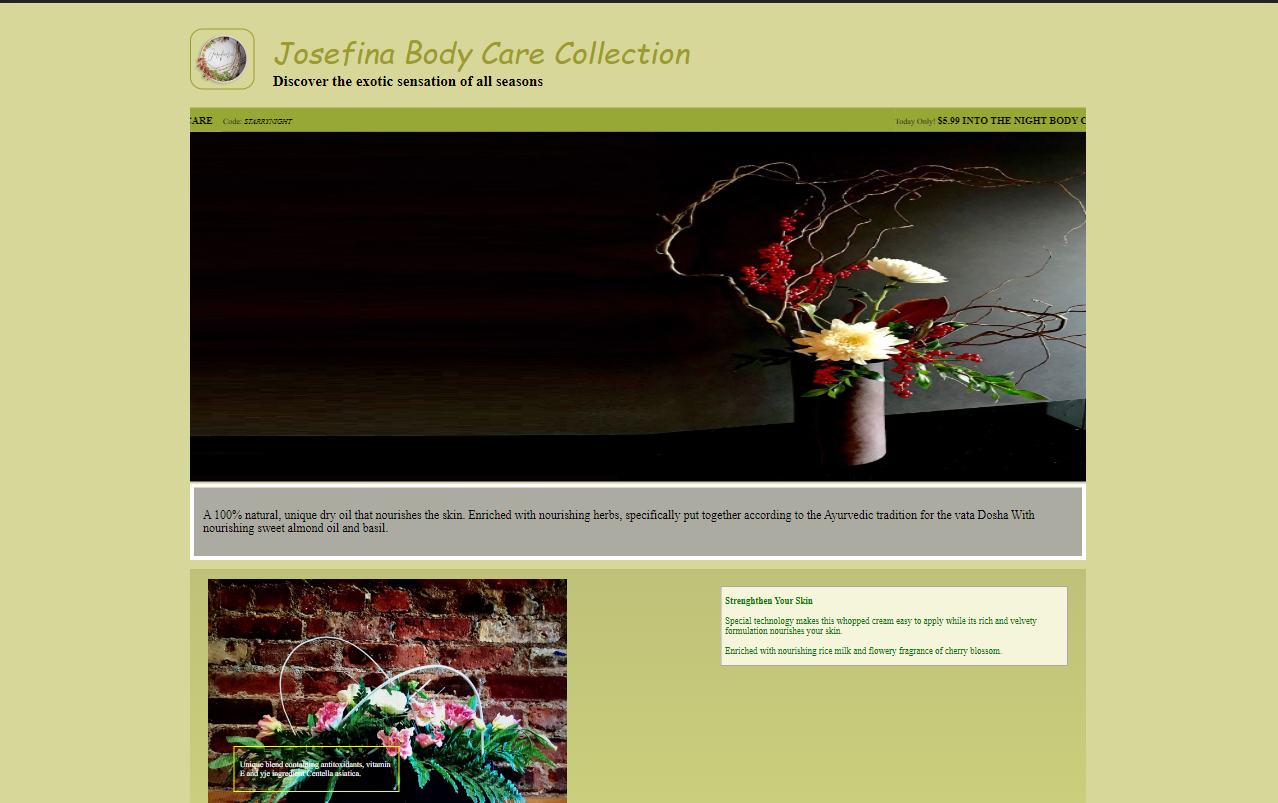 Josefina Body Care Collection
Discover the exotic sensation of all seasons
CARE Code: STARRYNIGHT Today Only! $5.99 INTO THE NIGHT BODY C
A 100% natural, unique dry oil that nourishes the skin. Enriched with nourishing herbs, specifically put together according to the Ayurvedic tradition for the vata Dosha With
nourishing sweet almond oil and basil.
Strenghthen Your Skin
Special technology makes this whopped cream easy to apply while its rich and velvety
formulation nourishes your skin.
Enriched with nourishing rice milk and flowery fragrance of cherry blossom.
Unique blend containing antitoxidants, vitamin
E and yje ingredient Centella asiatica.